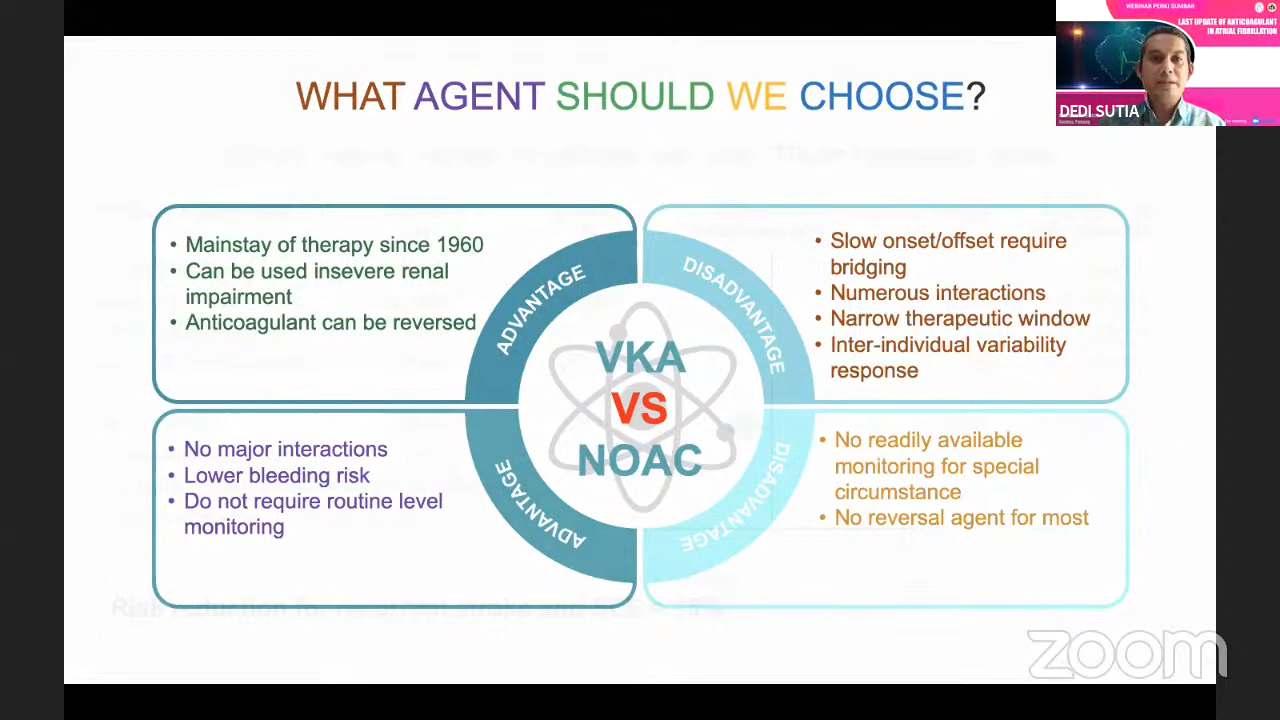 WEBINAR PERKI SUMBAR
LAST UPDATE OF ANTICOAGULANT
IN ATRIAL FIBRILLATION
DEDI SUTIA
WHAT AGENT SHOULD WE CHOOSE?
• Mainstay of therapy since 1960
• Can be used insevere renal
impairment
• Anticoagulant can be reversed
ADVANTAGE
DISADVANTAGE
• Slow onset/offset require
bridging
• Numerous interactions
• Narrow therapeutic window
• Inter-individual variability
response
VKA
VS
NOAC
• No major interactions
• Lower bleeding risk
• Do not require routine level
monitoring
ADVANTAGE
DISADVANTAGE
• No readily available
monitoring for special
circumstance
• No reversal agent for most
zoom